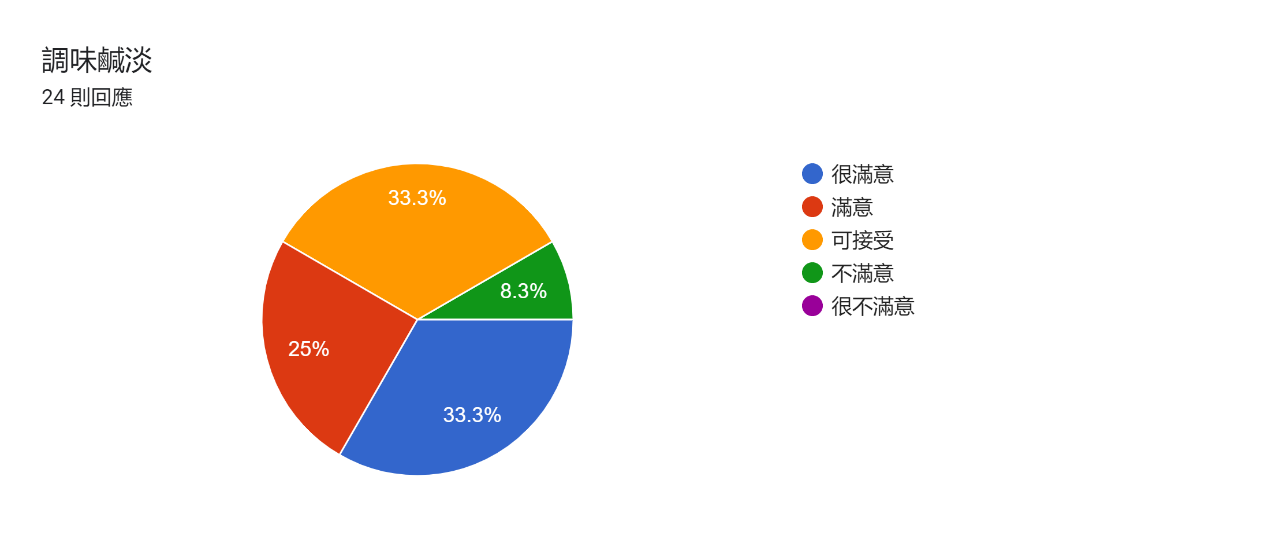 調味鹹淡
24 則回應
33.3%
8.3%
25%
33.3%
很滿意
滿意
可接受
不滿意
很不滿意